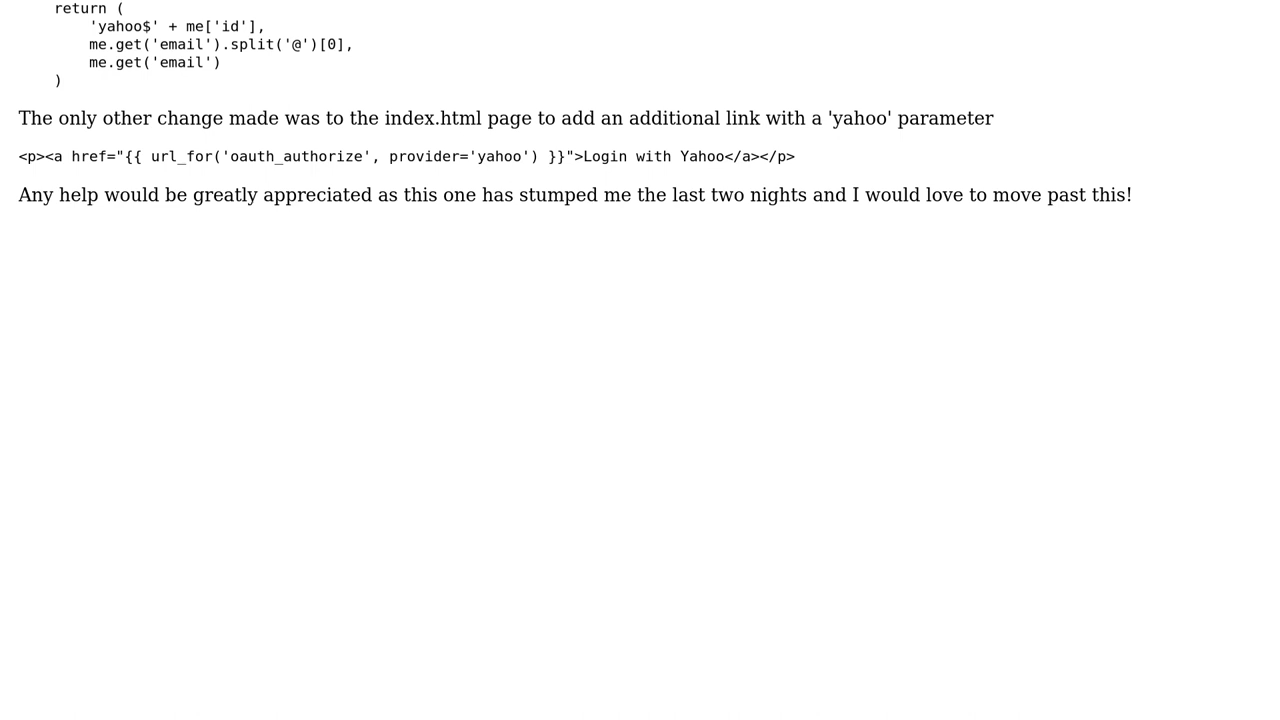 return (
'yahoo$' + me['id'],
me.get('email').split('@')[0],
me.get('email')
)
The only other change made was to the index.html page to add an additional link with a 'yahoo' parameter
<p><a href="{{ url_for('oauth_authorize', provider='yahoo') }}">Login with Yahoo</a></p>
Any help would be greatly appreciated as this one has stumped me the last two nights and I would love to move past this!